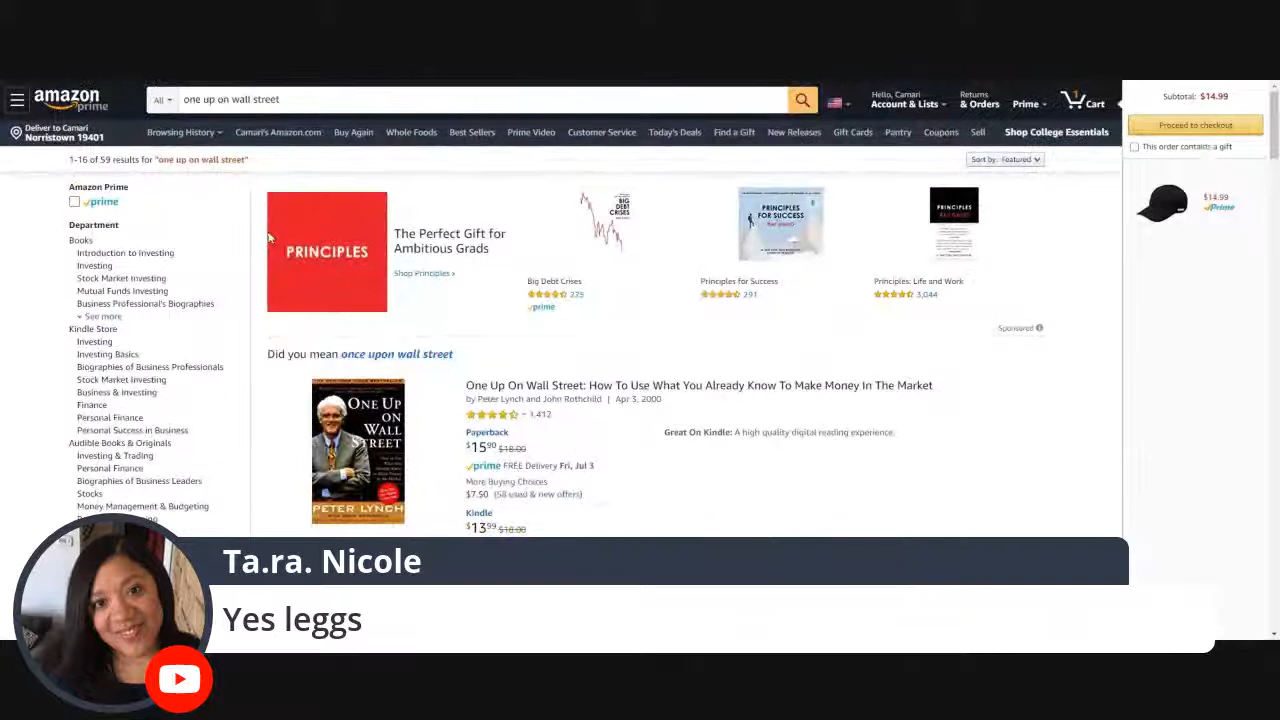 amazon prime
All
one up on wall street
Hello, Camari
Account & Lists
Returns
& Orders
Prime
1
Cart
Subtotal: $14.99
Proceed to checkout
This order contains a gift
$14.99
prime
Deliver to Camari
Norristown 19401
Browsing History
Camari's Amazon.com
Buy Again
Whole Foods
Best Sellers
Prime Video
Customer Service
Today's Deals
Find a Gift
New Releases
Gift Cards
Pantry
Coupons
Sell
Shop College Essentials
1-16 of 59 results for "one up on wall street"
Sort by: Featured
Amazon Prime
prime
Department
Books
Introduction to Investing
Investing
Stock Market Investing
Mutual Funds Investing
Business Professional's Biographies
See more
Kindle Store
Investing
Investing Basics
Biographies of Business Professionals
Stock Market Investing
Business & Investing
Finance
Personal Finance
Personal Success in Business
Audible Books & Originals
Investing & Trading
Personal Finance
Biographies of Business Leaders
Stocks
Money Management & Budgeting
PRINCIPLES
The Perfect Gift for
Ambitious Grads
Shop Principles ›
BIG
DEBT
CRISES
Big Debt Crises
225
prime
PRINCIPLES
FOR SUCCESS
Principles for Success
291
PRINCIPLES
Principles: Life and Work
3,044
Sponsored
Did you mean once upon wall street
ONE UP
ON
WALL
STREET
PETER LYNCH
One Up On Wall Street: How To Use What You Already Know To Make Money In The Market
by Peter Lynch and John Rothchild | Apr 3, 2000
1,412
Paperback
$15.90 $18.00
prime FREE Delivery Fri, Jul 3
More Buying Choices
$7.50 (58 used & new offers)
Kindle
$13.99 $18.00
Great On Kindle: A high quality digital reading experience.
Ta.ra. Nicole
Yes leggs